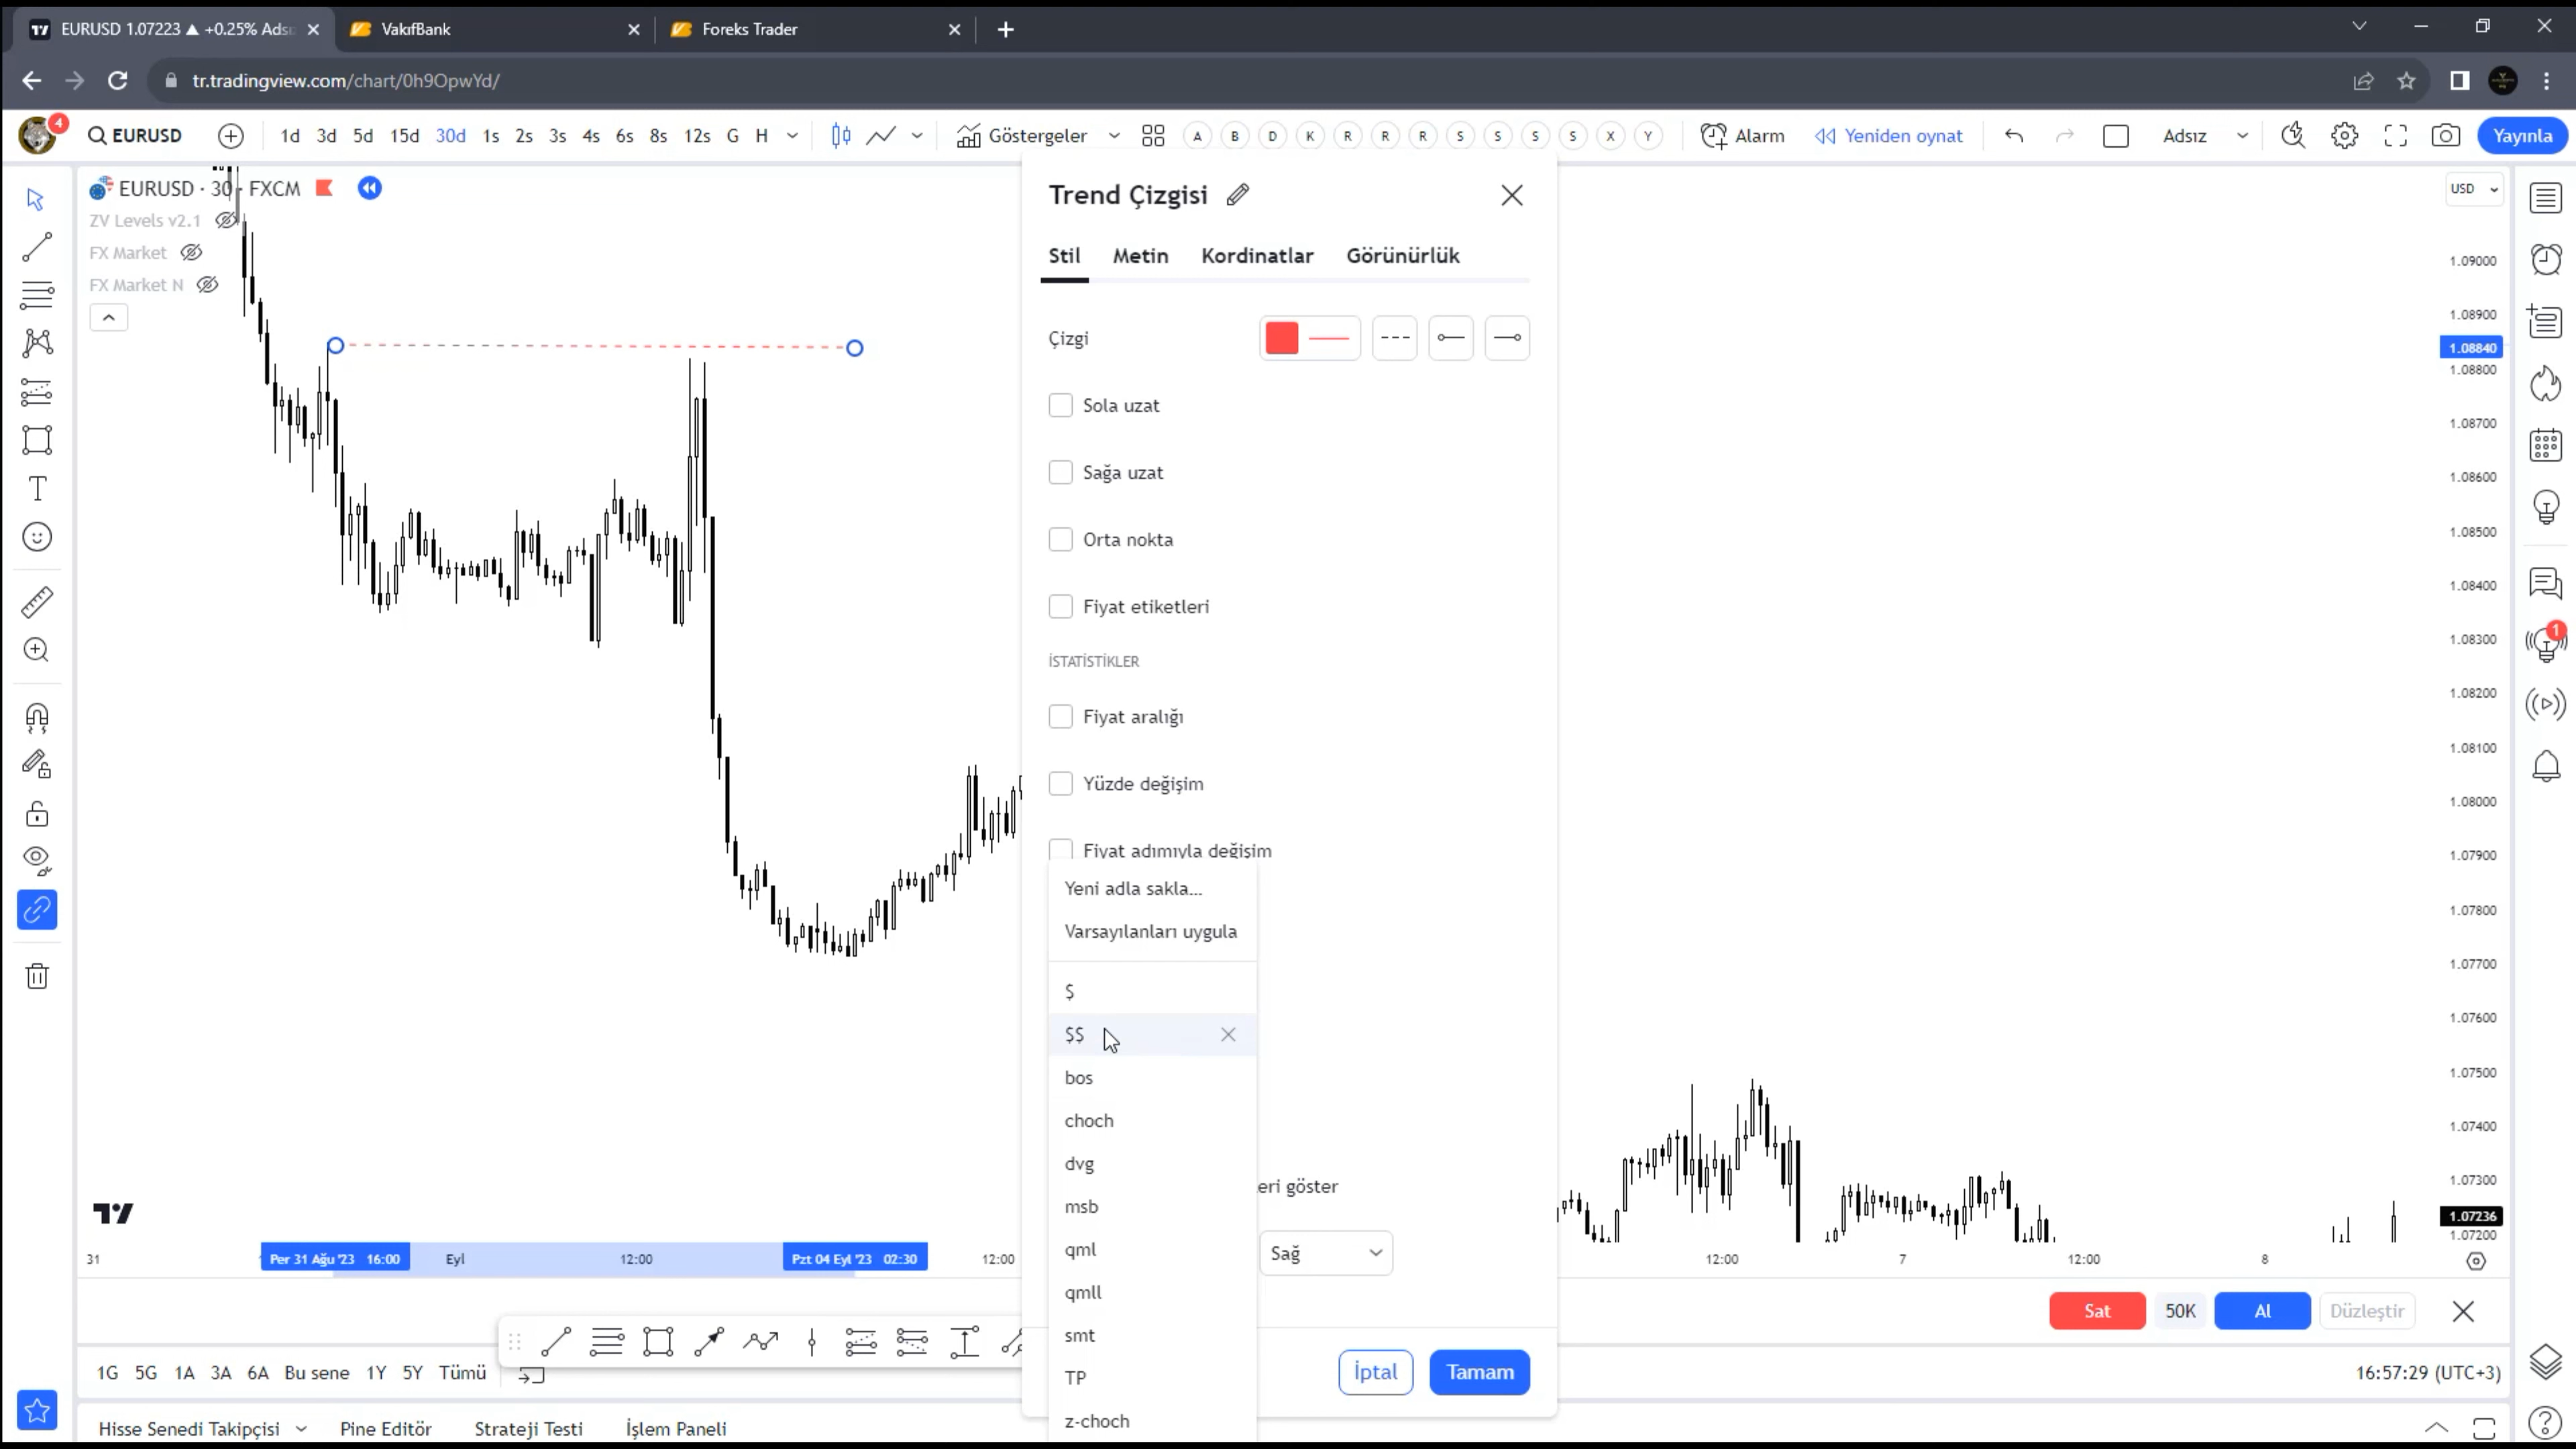 EURUSD 1.07223 ▲ +0.25% Ads
VakıfBank
Foreks Trader
tr.tradingview.com/chart/0h9OpwYd/
4
EURUSD
1d 3d 5d 15d 30d 1s 2s 3s 4s 6s 8s 12s G H
Göstergeler
A B D K R R R S S S S X Y
Alarm
Yeniden oynat
Adsız
Yayınla
EURUSD · 30 · FXCM
ZV Levels v2.1
FX Market
FX Market N
Trend Çizgisi
Stil Metin Kordinatlar Görünürlük
Çizgi
Sola uzat
Sağa uzat
Orta nokta
Fiyat etiketleri
İSTATİSTİKLER
Fiyat aralığı
Yüzde değişim
Fiyat adımıyla değişim
Yeni adla sakla...
Varsayılanları uygula
$
$$
bos
choch
dvg
msb
qml
qmll
smt
TP
z-choch
eri göster
Sağ
İptal
Tamam
USD
1.09000
1.08900
1.08840
1.08800
1.08700
1.08600
1.08500
1.08400
1.08300
1.08200
1.08100
1.08000
1.07900
1.07800
1.07700
1.07600
1.07500
1.07400
1.07300
1.07236
1.07200
1
31
Per 31 Ağu '23 16:00
Eyl
12:00
Pzt 04 Eyl '23 02:30
12:00
12:00
7
12:00
8
Sat
50K
Al
Düzleştir
1G 5G 1A 3A 6A Bu sene 1Y 5Y Tümü
16:57:29 (UTC+3)
Hisse Senedi Takipçisi
Pine Editör
Strateji Testi
İşlem Paneli